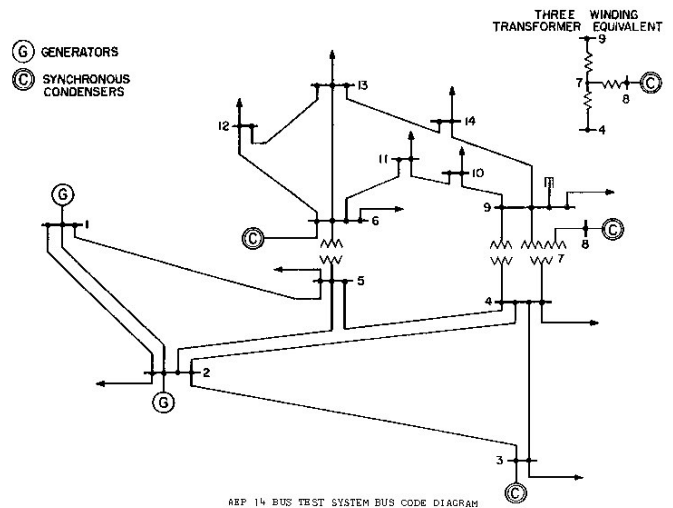 THREE WINDING
TRANSFORMER EQUIVALENT
9
7
8
C
4
G GENERATORS
C SYNCHRONOUS
CONDENSERS
13
12
14
11
10
G
1
6
9
C
8
C
7
5
4
2
G
3
C
AEP 14 BUS TEST SYSTEM BUS CODE DIAGRAM